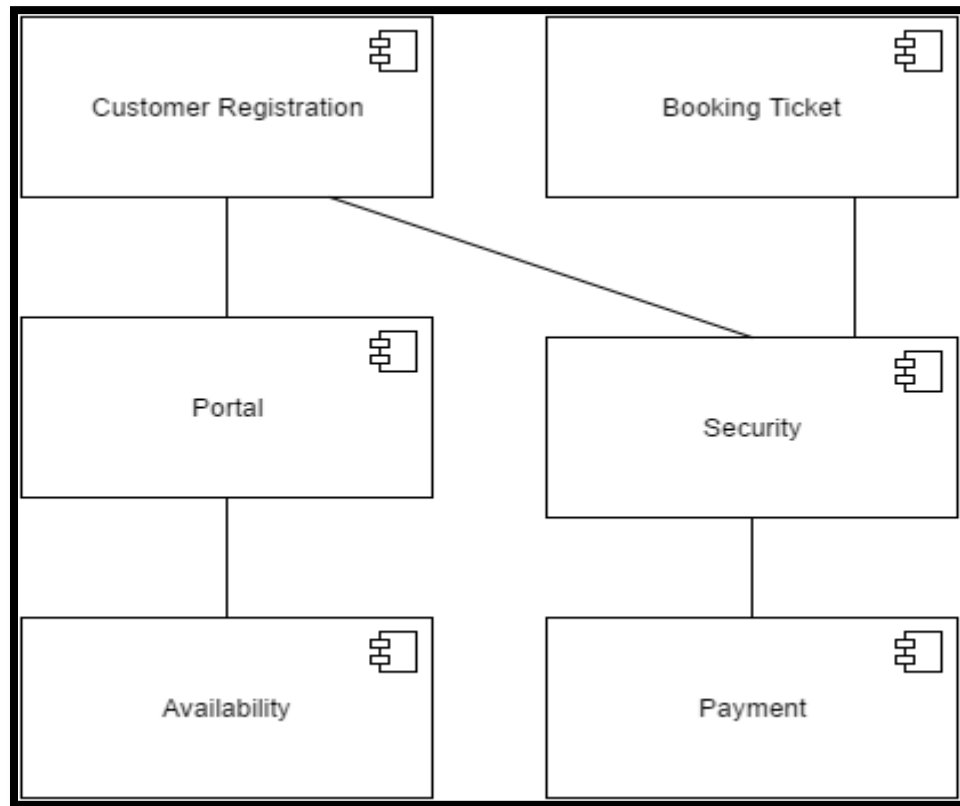 Customer Registration
Booking Ticket
Portal
Security
Availability
Payment